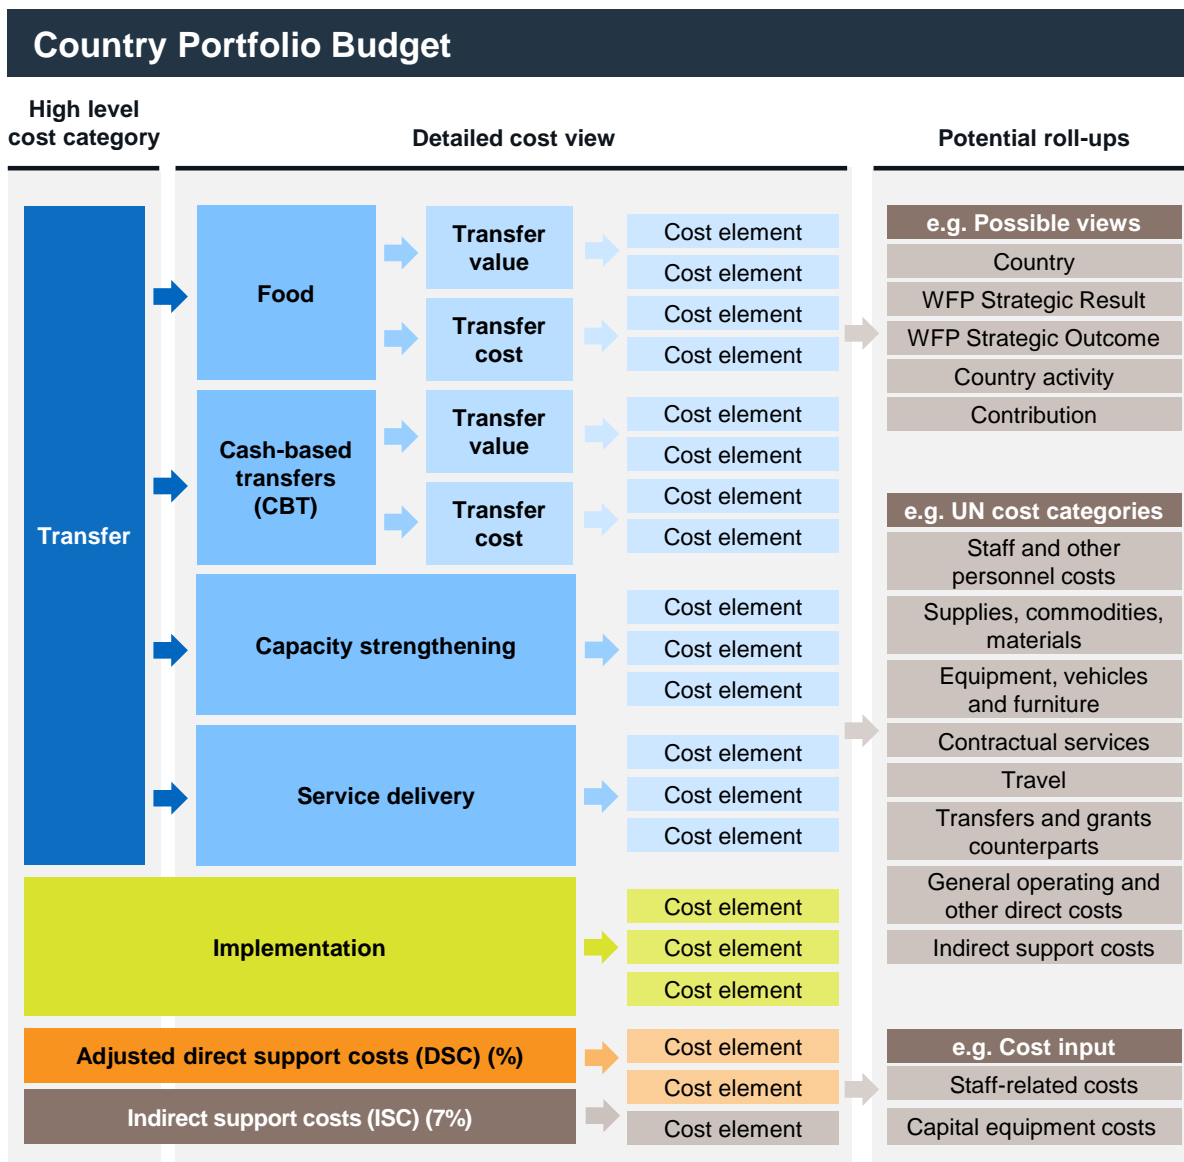 Country Portfolio Budget
High level
cost category
Detailed cost view
Potential roll-ups
Transfer
Food
Transfer
value
Transfer
cost
Cost element
Cost element
Cost element
Cost element
Cash-based
transfers
(CBT)
Transfer
value
Transfer
cost
Cost element
Cost element
Cost element
Cost element
Capacity strengthening
Cost element
Cost element
Cost element
Service delivery
Cost element
Cost element
Cost element
Implementation
Cost element
Cost element
Cost element
Adjusted direct support costs (DSC) (%)
Cost element
Cost element
Indirect support costs (ISC) (7%)
Cost element
e.g. Possible views
Country
WFP Strategic Result
WFP Strategic Outcome
Country activity
Contribution
e.g. UN cost categories
Staff and other
personnel costs
Supplies, commodities,
materials
Equipment, vehicles
and furniture
Contractual services
Travel
Transfers and grants
counterparts
General operating and
other direct costs
Indirect support costs
e.g. Cost input
Staff-related costs
Capital equipment costs